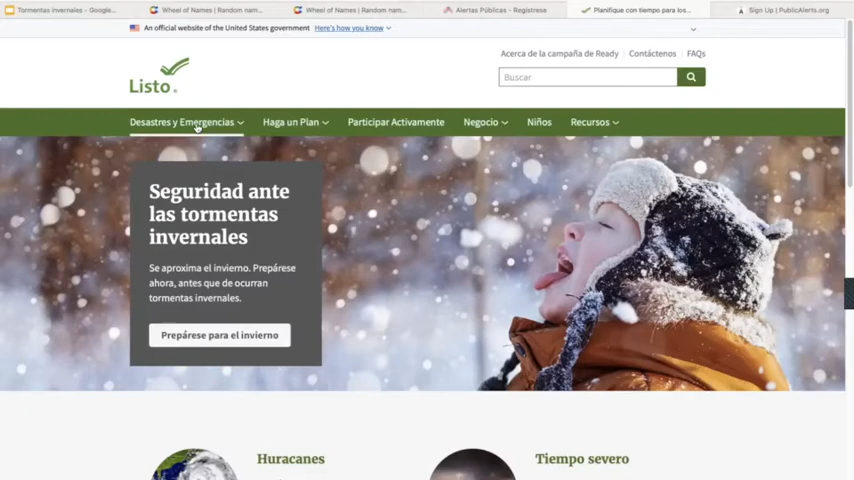 Tormentas invernales - Google...
Wheel of Names | Random nam...
Wheel of Names | Random nam...
Alertas Públicas - Regístrese
Planifique con tiempo para los...
Sign Up | PublicAlerts.org
An official website of the United States government Here's how you know
Acerca de la campaña de Ready | Contáctenos | FAQs
Listo
Buscar
Desastres y Emergencias
Haga un Plan
Participar Activamente
Negocio
Niños
Recursos
Seguridad ante
las tormentas
invernales
Se aproxima el invierno. Prepárese
ahora, antes que de ocurran
tormentas invernales.
Prepárese para el invierno
Huracanes
Tiempo severo